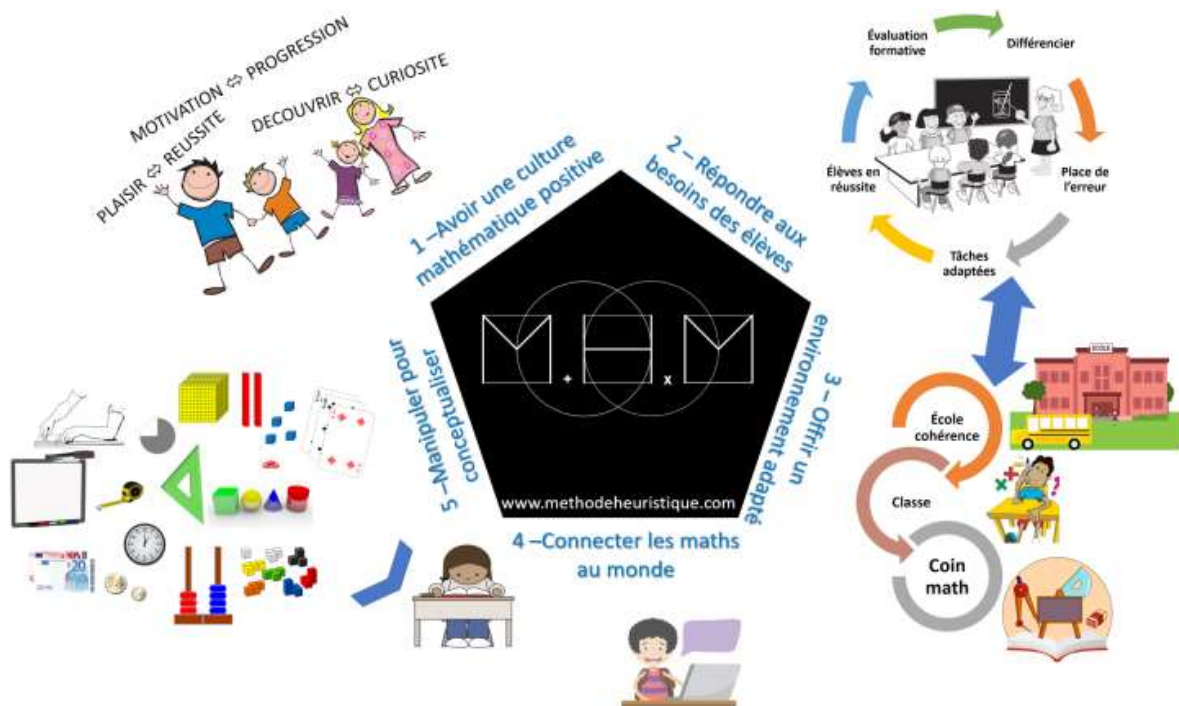 MOTIVATION ⇔ PROGRESSION
PLAISIR ⇔ REUSSITE
DECOUVRIR ⇔ CURIOSITE
1 –Avoir une culture
mathématique positive
2 – Répondre aux
besoins des élèves
Évaluation
formative
Différencier
Place de
l'erreur
Tâches
adaptées
Élèves en
réussite
3 – Offrir un
environnement adapté
ECOLE
École
cohérence
Classe
Coin
math
4 –Connecter les maths
au monde
5 –Manipuler pour
conceptualiser
M + H x M
www.methodeheuristique.com
20